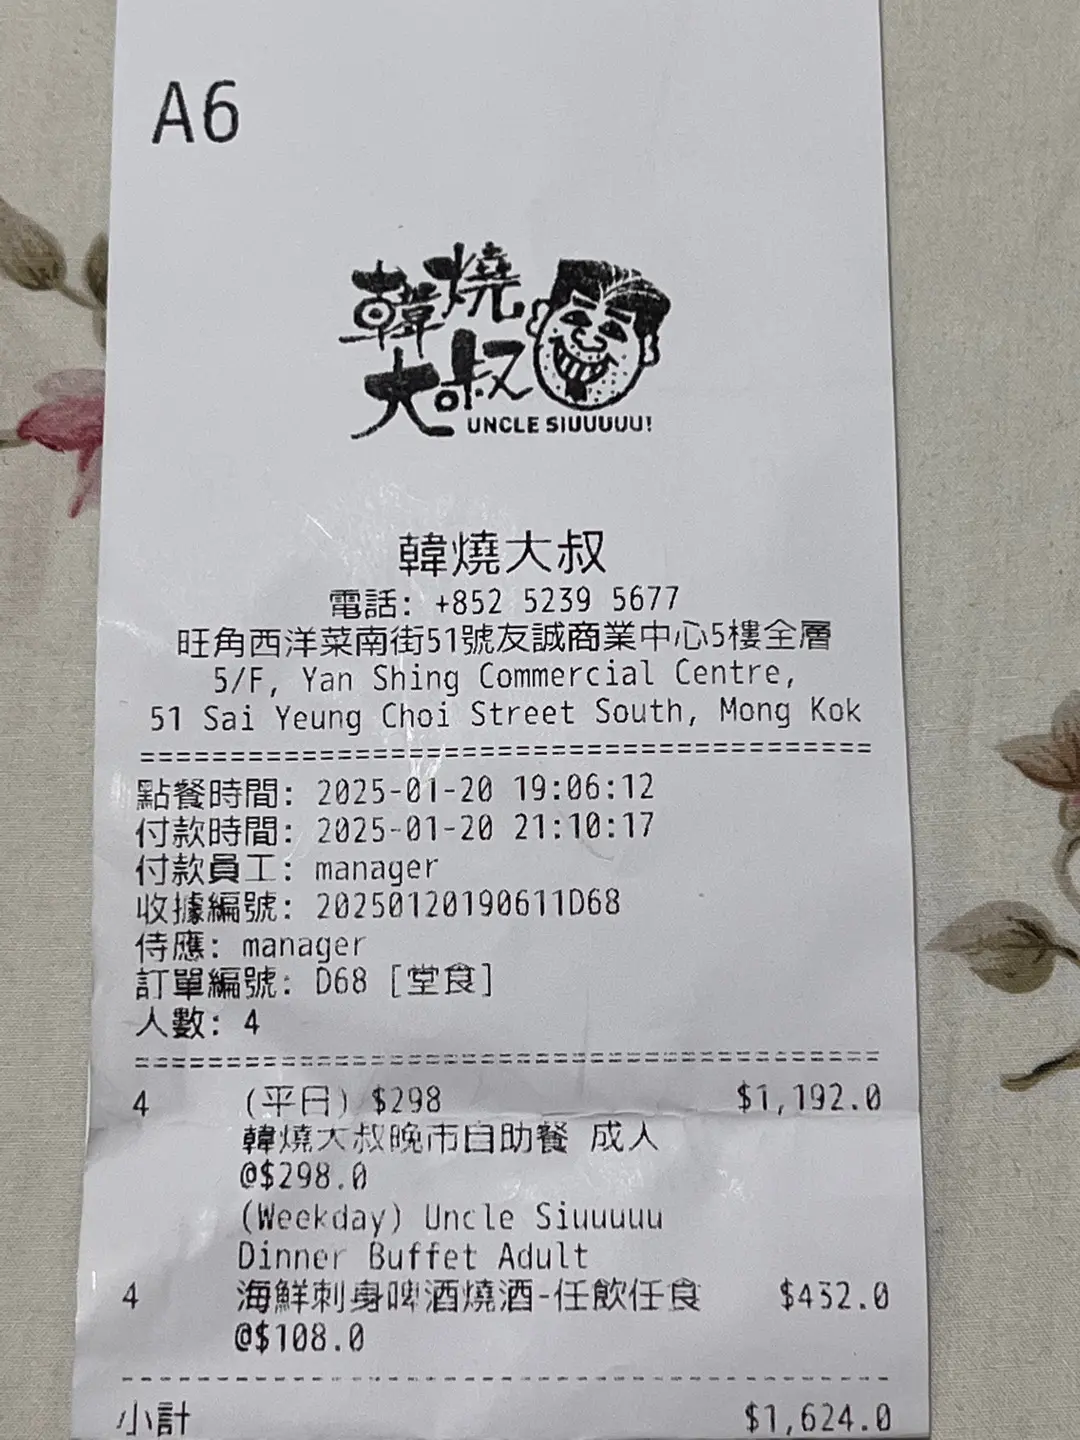 A6
韓燒
大叔
UNCLE SIUUUUU!
韓燒大叔
電話: +852 5239 5677
旺角西洋菜南街51號友誠商業中心5樓全層
5/F, Yan Shing Commercial Centre,
51 Sai Yeung Choi Street South, Mong Kok
========================================
點餐時間: 2025-01-20 19:06:12
付款時間: 2025-01-20 21:10:17
付款員工: manager
收據編號: 20250120190611D68
侍應: manager
訂單編號: D68 [堂食]
人數: 4
========================================
4 (平日) $298 $1,192.0
韓燒大叔晚市自助餐 成人
@$298.0
(Weekday) Uncle Siuuuuu
Dinner Buffet Adult
4 海鮮刺身啤酒燒酒-任飲任食 $432.0
@$108.0
----------------------------------------
小計 $1,624.0